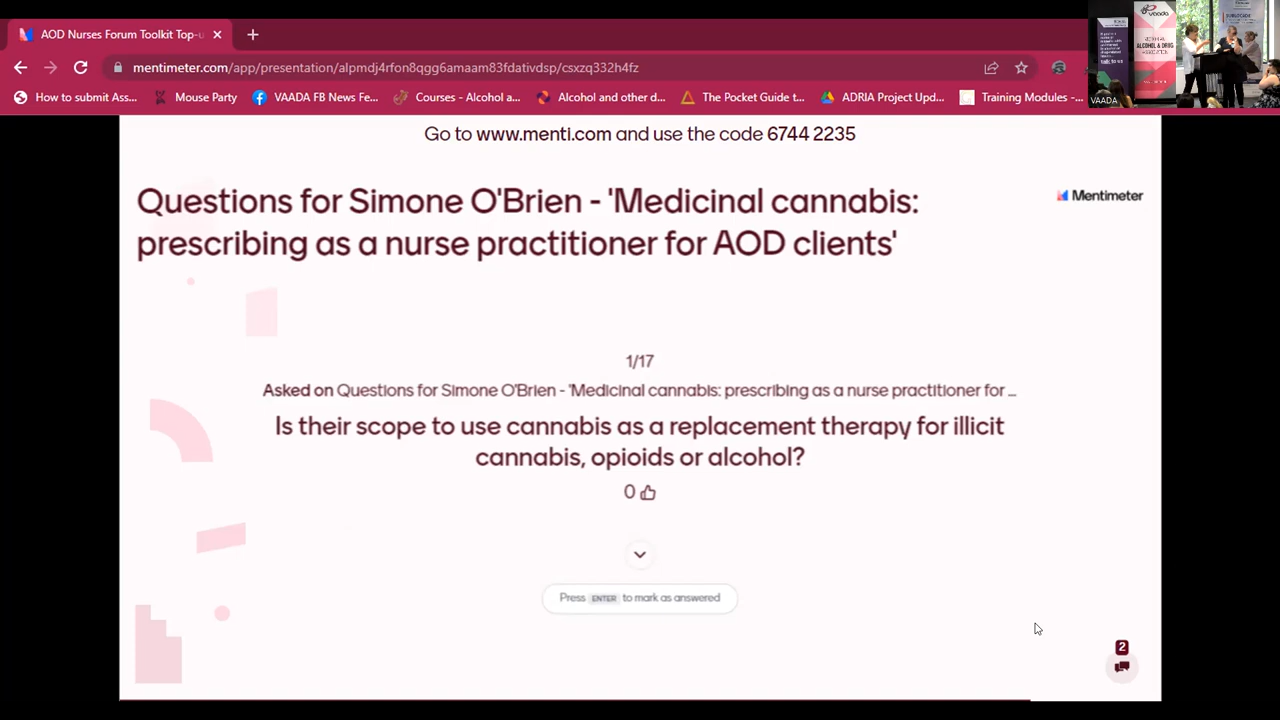 AOD Nurses Forum Toolkit Top-u
mentimeter.com/app/presentation/alpmdj4rfon8qgg6amaam83fdativdsp/csxzq332h4fz
How to submit Ass...
Mouse Party
VAADA FB News Fe...
Courses - Alcohol a...
Alcohol and other d...
The Pocket Guide t...
ADRIA Project Upd...
Training Modules -...
vaada
ALCOHOL & DRUG
VAADA
Go to www.menti.com and use the code 6744 2235
Questions for Simone O'Brien - 'Medicinal cannabis:
prescribing as a nurse practitioner for AOD clients'
Mentimeter
1/17
Asked on Questions for Simone O'Brien - 'Medicinal cannabis: prescribing as a nurse practitioner for ...
Is their scope to use cannabis as a replacement therapy for illicit
cannabis, opioids or alcohol?
0
Press ENTER to mark as answered
2